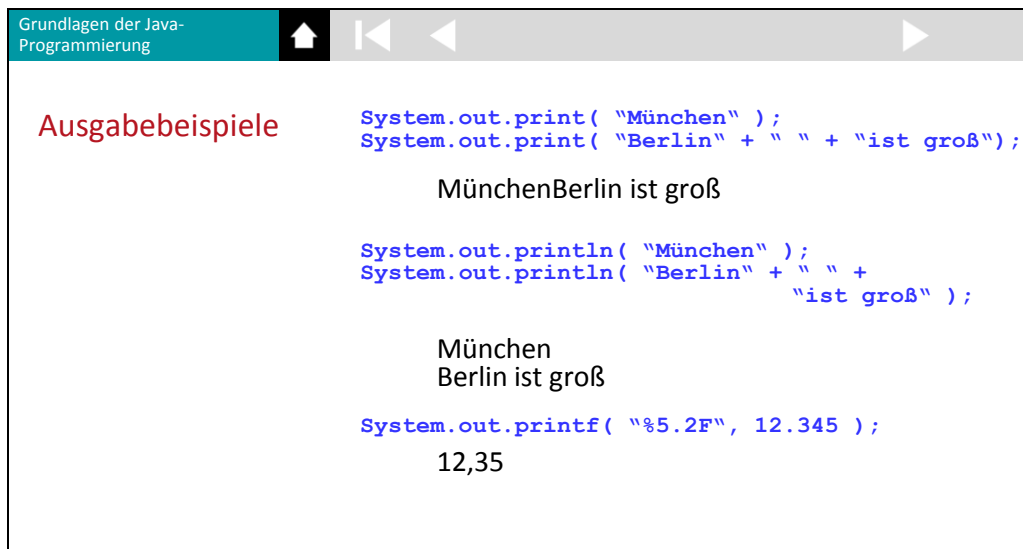 Grundlagen der Java-
Programmierung
Ausgabebeispiele
System.out.print( “München“ );
System.out.print( “Berlin“ + “ “ + “ist groß“);
MünchenBerlin ist groß
System.out.println( “München“ );
System.out.println( “Berlin“ + “ “ +
“ist groß“ );
München
Berlin ist groß
System.out.printf( “%5.2F“, 12.345 );
12,35